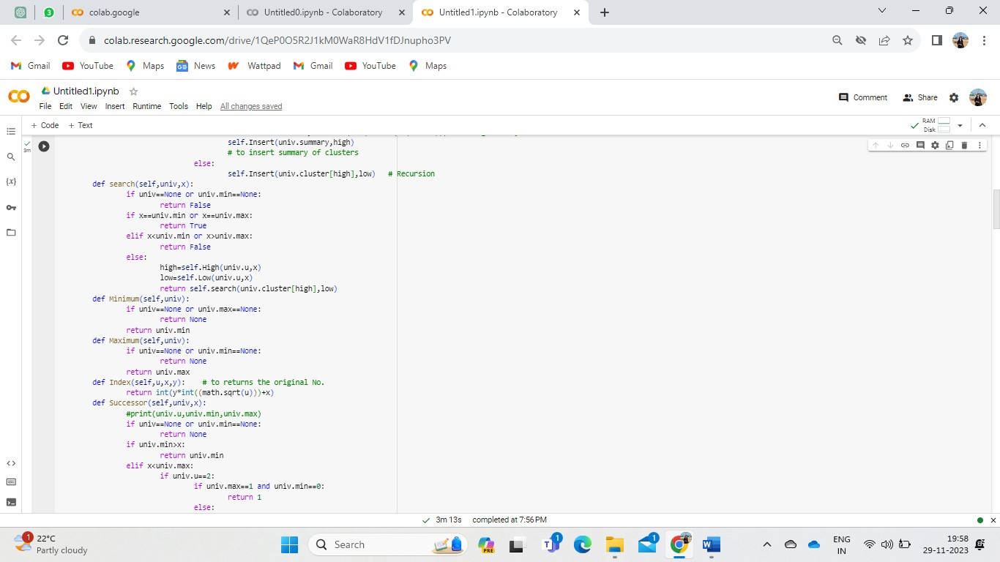 colab.google
Untitled0.ipynb - Colaboratory
Untitled1.ipynb - Colaboratory
colab.research.google.com/drive/1QeP0O5R2J1kM0WaR8HdV1fDJnupho3PV
Gmail YouTube Maps News Wattpad Gmail YouTube Maps
Untitled1.ipynb
File Edit View Insert Runtime Tools Help All changes saved
Comment Share
+ Code + Text
RAM
Disk
3m
self.Insert(univ.summary,high)
# to insert summary of clusters
else:
self.Insert(univ.cluster[high],low) # Recursion
def search(self,univ,x):
if univ==None or univ.min==None:
return False
if x==univ.min or x==univ.max:
return True
elif x<univ.min or x>univ.max:
return False
else:
high=self.High(univ.u,x)
low=self.Low(univ.u,x)
return self.search(univ.cluster[high],low)
def Minimum(self,univ):
if univ==None or univ.max==None:
return None
return univ.min
def Maximum(self,univ):
if univ==None or univ.min==None:
return None
return univ.max
def Index(self,u,x,y): # to returns the original No.
return int(y*int((math.sqrt(u)))+x)
def Successor(self,univ,x):
#print(univ.u,univ.min,univ.max)
if univ==None or univ.min==None:
return None
if univ.min>x:
return univ.min
elif x<univ.max:
if univ.u==2:
if univ.max==1 and univ.min==0:
return 1
else:
3m 13s completed at 7:56 PM
1
22°C
Partly cloudy
Search
PRE
1
1
ENG
IN
19:58
29-11-2023